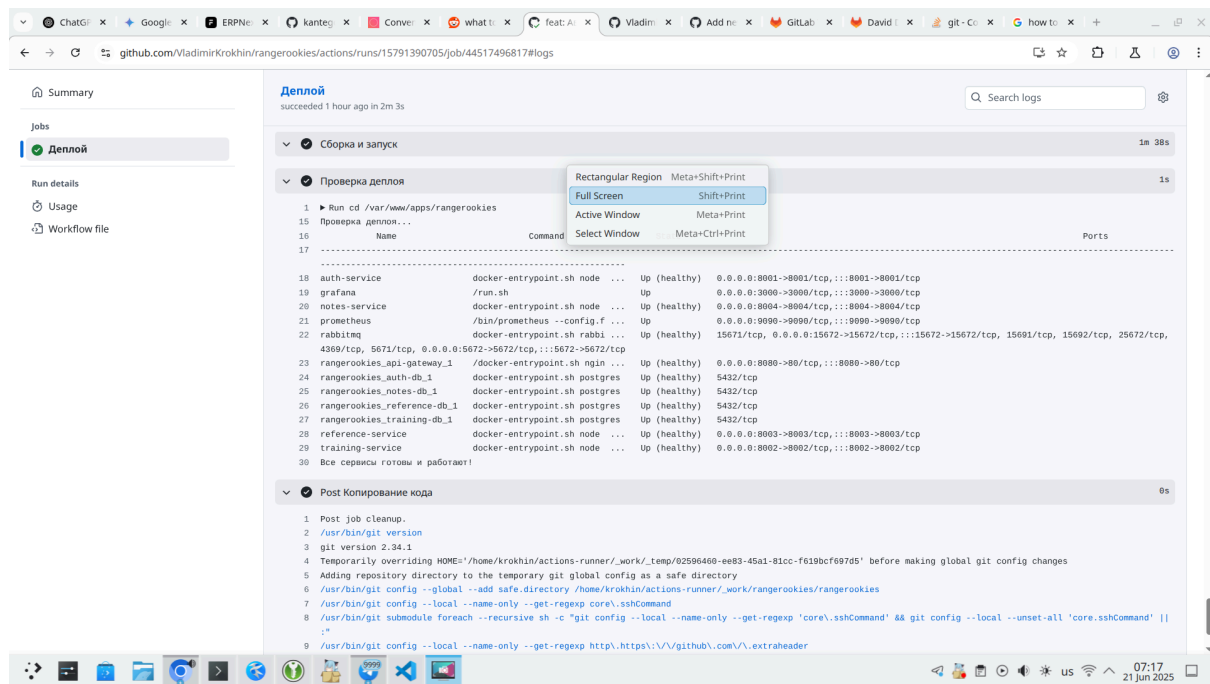 ChatGF
Google
ERPNe
kanteg
Conver
what to
feat: Au
Vladim
Add ne
GitLab
David
git - Co
how to
github.com/VladimirKrokhin/rangerookies/actions/runs/15791390705/job/44517496817#logs
Summary
Jobs
Деплой
Run details
Usage
Workflow file
Деплой
succeeded 1 hour ago in 2m 3s
Search logs
Сборка и запуск 1m 38s
Проверка деплоя 1s
Rectangular Region Meta+Shift+Print
Full Screen Shift+Print
Active Window Meta+Print
Select Window Meta+Ctrl+Print
1 Run cd /var/www/apps/rangerookies
15 Проверка деплоя...
16 Name Command Ports
17 ----------------------------------------------------------------------------------------------------------------------------------------
----------------------------------------------------
18 auth-service docker-entrypoint.sh node ... Up (healthy) 0.0.0.0:8001->8001/tcp,:::8001->8001/tcp
19 grafana /run.sh Up 0.0.0.0:3000->3000/tcp,:::3000->3000/tcp
20 notes-service docker-entrypoint.sh node ... Up (healthy) 0.0.0.0:8004->8004/tcp,:::8004->8004/tcp
21 prometheus /bin/prometheus --config.f ... Up 0.0.0.0:9090->9090/tcp,:::9090->9090/tcp
22 rabbitmq docker-entrypoint.sh rabbi ... Up (healthy) 15671/tcp, 0.0.0.0:15672->15672/tcp,:::15672->15672/tcp, 15691/tcp, 15692/tcp, 25672/tcp,
4369/tcp, 5671/tcp, 0.0.0.0:5672->5672/tcp,:::5672->5672/tcp
23 rangerookies_api-gateway_1 /docker-entrypoint.sh ngin ... Up (healthy) 0.0.0.0:8080->80/tcp,:::8080->80/tcp
24 rangerookies_auth-db_1 docker-entrypoint.sh postgres Up (healthy) 5432/tcp
25 rangerookies_notes-db_1 docker-entrypoint.sh postgres Up (healthy) 5432/tcp
26 rangerookies_reference-db_1 docker-entrypoint.sh postgres Up (healthy) 5432/tcp
27 rangerookies_training-db_1 docker-entrypoint.sh postgres Up (healthy) 5432/tcp
28 reference-service docker-entrypoint.sh node ... Up (healthy) 0.0.0.0:8003->8003/tcp,:::8003->8003/tcp
29 training-service docker-entrypoint.sh node ... Up (healthy) 0.0.0.0:8002->8002/tcp,:::8002->8002/tcp
30 Все сервисы готовы и работают!
Post Копирование кода 0s
1 Post job cleanup.
2 /usr/bin/git version
3 git version 2.34.1
4 Temporarily overriding HOME='/home/krokhin/actions-runner/_work/_temp/02596460-ee83-45a1-81cc-f619bcf697d5' before making global git config changes
5 Adding repository directory to the temporary git global config as a safe directory
6 /usr/bin/git config --global --add safe.directory /home/krokhin/actions-runner/_work/rangerookies/rangerookies
7 /usr/bin/git config --local --name-only --get-regexp core\.sshCommand
8 /usr/bin/git submodule foreach --recursive sh -c "git config --local --name-only --get-regexp 'core\.sshCommand' && git config --local --unset-all 'core.sshCommand' ||
:"
9 /usr/bin/git config --local --name-only --get-regexp http\.https\:\/\/github\.com\/\.extraheader
9999
us
07:17
21 Jun 2025